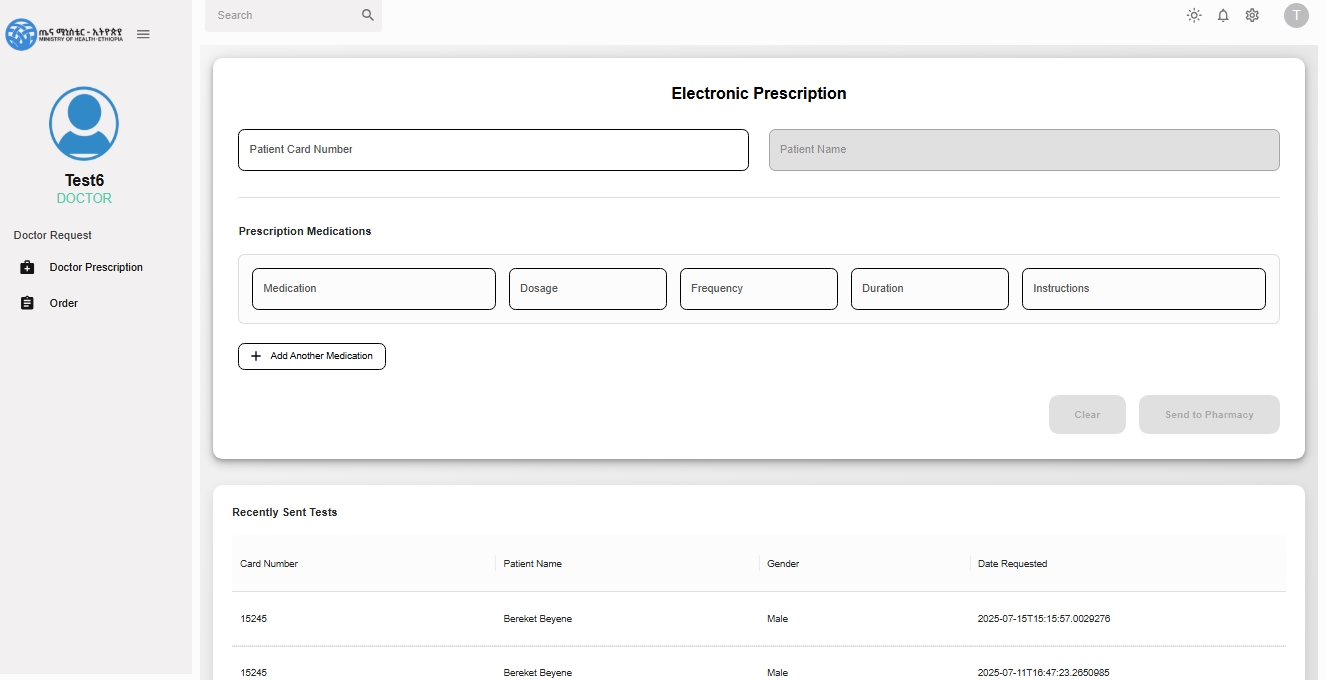 Search
T
ጤና ሚኒስቴር - ኢትዮጵያ
MINISTRY OF HEALTH-ETHIOPIA
Test6
DOCTOR
Doctor Request
Doctor Prescription
Order
Electronic Prescription
Patient Card Number
Patient Name
Prescription Medications
Medication
Dosage
Frequency
Duration
Instructions
Add Another Medication
Clear
Send to Pharmacy
Recently Sent Tests
Card Number
Patient Name
Gender
Date Requested
15245
Bereket Beyene
Male
2025-07-15T15:15:57.0029276
15245
Bereket Beyene
Male
2025-07-11T16:47:23.2650985